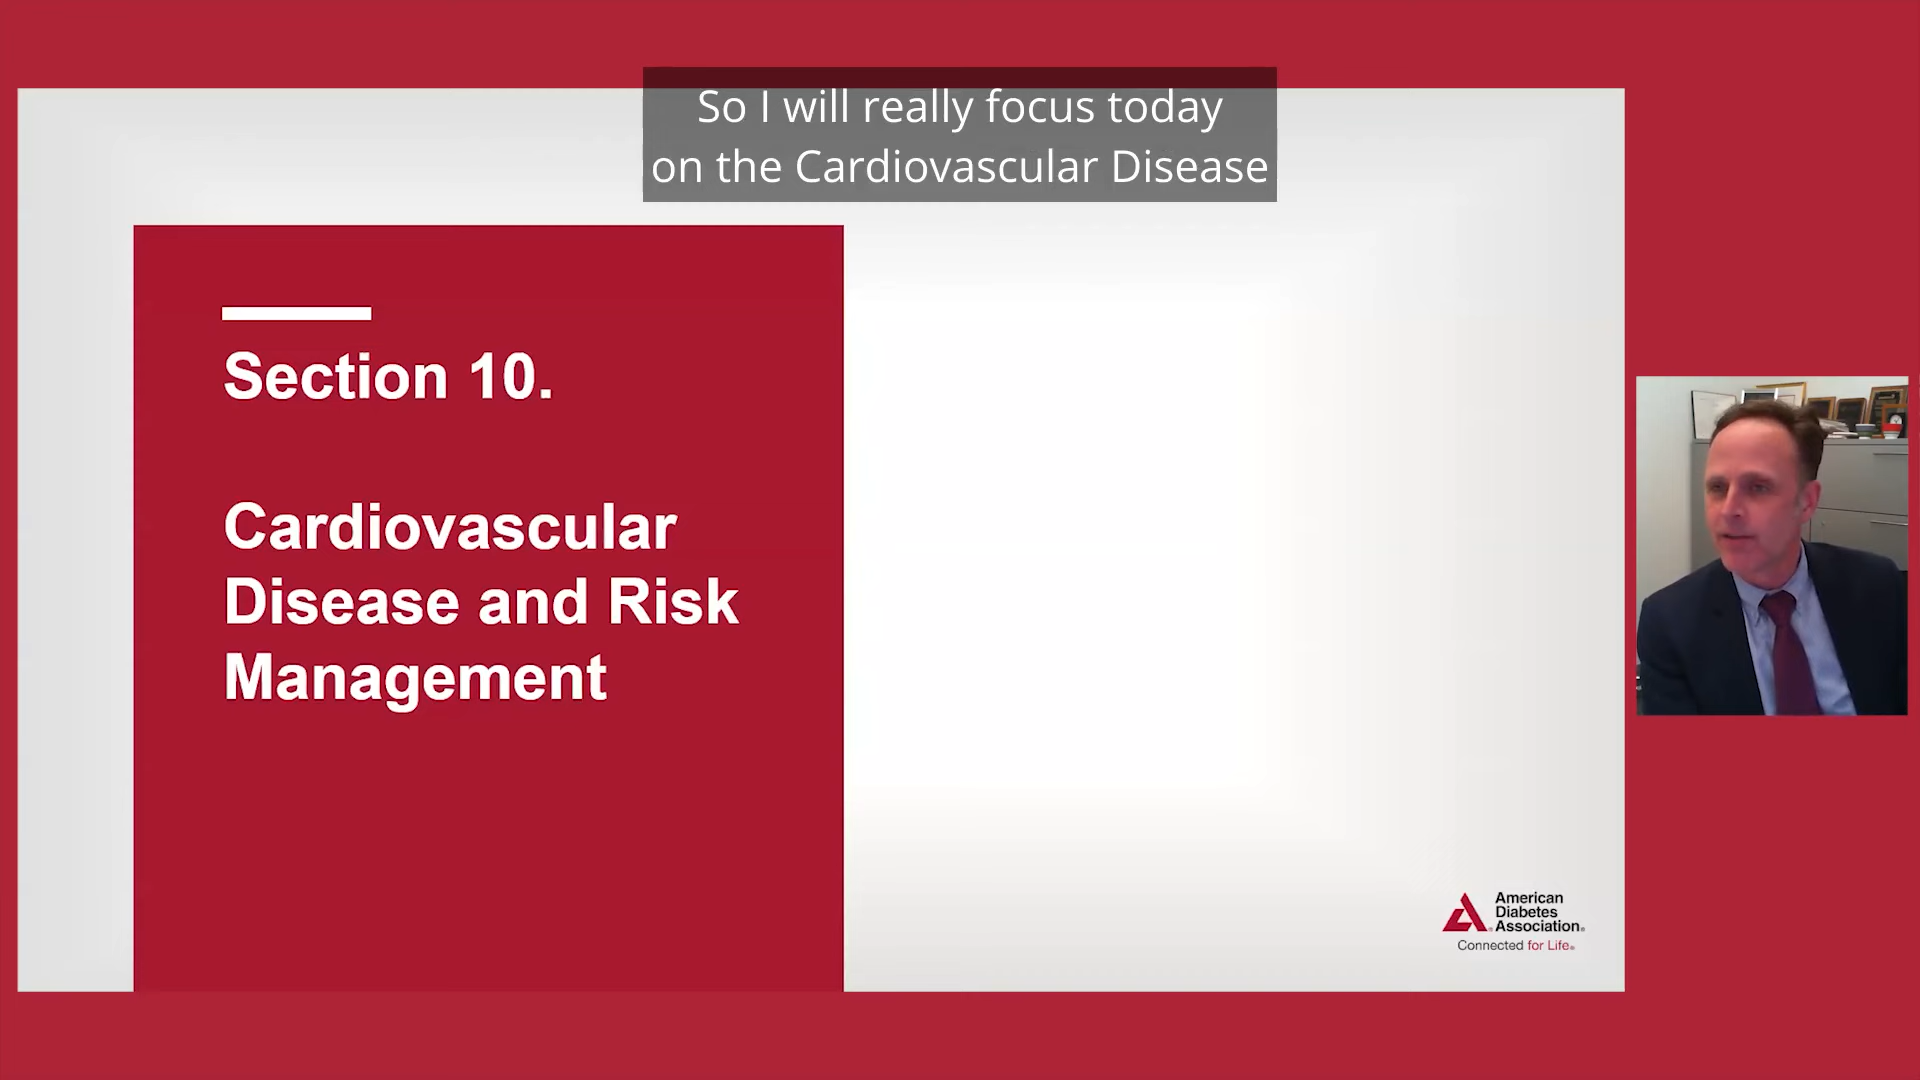 So I will really focus today
on the Cardiovascular Disease
Section 10.
Cardiovascular
Disease and Risk
Management
American
Diabetes
Association®
Connected for Life®